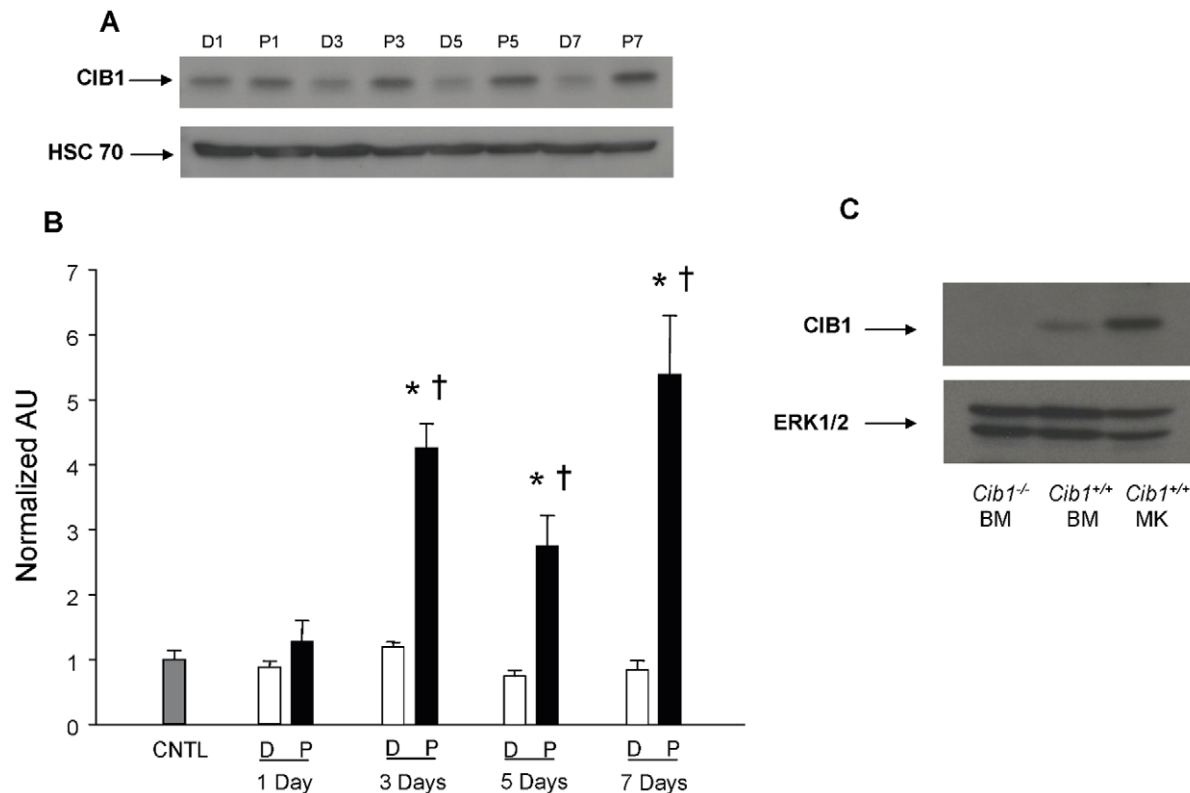 A
D1 P1 D3 P3 D5 P5 D7 P7
CIB1
HSC 70
B
Normalized AU
7
6
5
4
3
2
1
0
* †
* †
* †
CNTL
D P D P D P D P
1 Day 3 Days 5 Days 7 Days
C
CIB1
ERK1/2
Cib1-/- Cib1+/+ Cib1+/+
BM BM MK